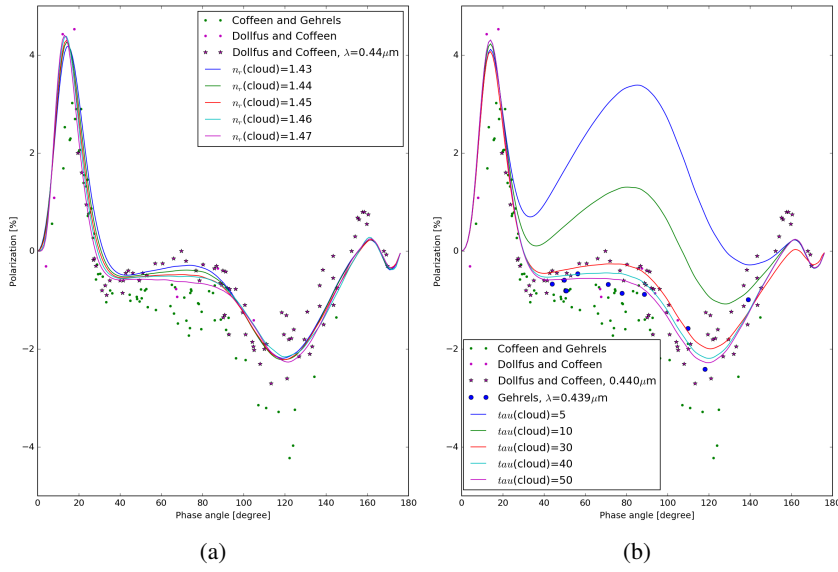 Coffeen and Gehrels
Dollfus and Coffeen
Dollfus and Coffeen, λ=0.44μm
n_r(cloud)=1.43
n_r(cloud)=1.44
n_r(cloud)=1.45
n_r(cloud)=1.46
n_r(cloud)=1.47
4
2
0
−2
−4
Polarization [%]
0 20 40 60 80 100 120 140 160 180
Phase angle [degree]
(a)
4
2
0
−2
−4
Polarization [%]
Coffeen and Gehrels
Dollfus and Coffeen
Dollfus and Coffeen, 0.440μm
Gehrels, λ=0.439μm
tau(cloud)=5
tau(cloud)=10
tau(cloud)=30
tau(cloud)=40
tau(cloud)=50
0 20 40 60 80 100 120 140 160 180
Phase angle [degree]
(b)